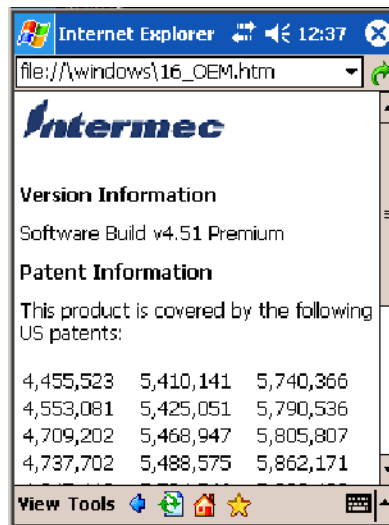 Internet Explorer 12:37
file://\windows\16_OEM.htm
Intermec
Version Information
Software Build v4.51 Premium
Patent Information
This product is covered by the following
US patents:
4,455,523 5,410,141 5,740,366
4,553,081 5,425,051 5,790,536
4,709,202 5,468,947 5,805,807
4,737,702 5,488,575 5,862,171
View Tools